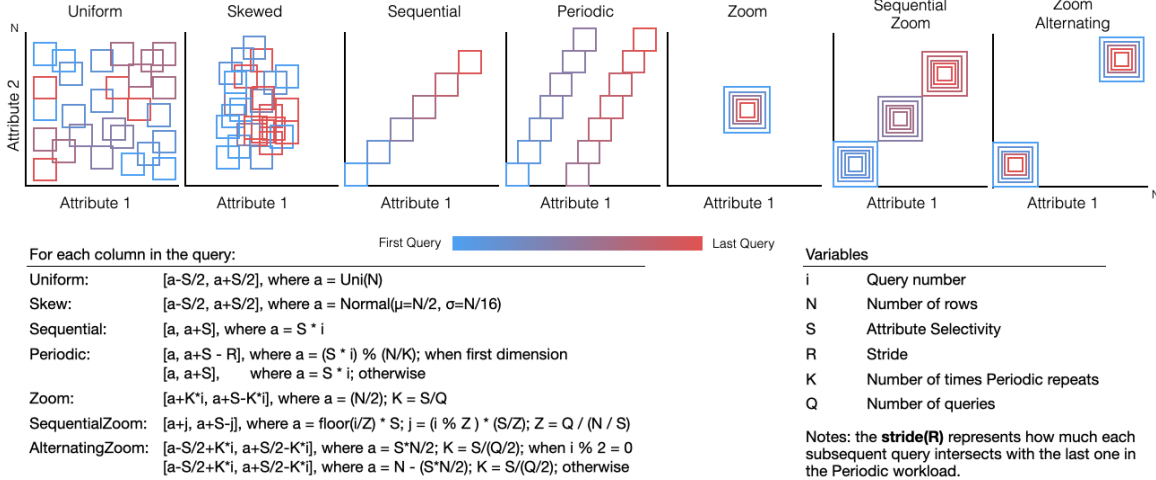 Uniform
Skewed
Sequential
Periodic
Zoom
Sequential
Zoom
Zoom
Alternating
N
Attribute 2
Attribute 1
Attribute 1
Attribute 1
Attribute 1
Attribute 1
Attribute 1
Attribute 1
N
First Query
Last Query
For each column in the query:
Uniform: [a-S/2, a+S/2], where a = Uni(N)
Skew: [a-S/2, a+S/2], where a = Normal(μ=N/2, σ=N/16)
Sequential: [a, a+S], where a = S * i
Periodic: [a, a+S - R], where a = (S * i) % (N/K); when first dimension
[a, a+S], where a = S * i; otherwise
Zoom: [a+K*i, a+S-K*i], where a = (N/2); K = S/Q
SequentialZoom: [a+j, a+S-j], where a = floor(i/Z) * S; j = (i % Z ) * (S/Z); Z = Q / (N / S)
AlternatingZoom: [a-S/2+K*i, a+S/2-K*i], where a = S*N/2; K = S/(Q/2); when i % 2 = 0
[a-S/2+K*i, a+S/2-K*i], where a = N - (S*N/2); K = S/(Q/2); otherwise
Variables
i Query number
N Number of rows
S Attribute Selectivity
R Stride
K Number of times Periodic repeats
Q Number of queries
Notes: the stride(R) represents how much each
subsequent query intersects with the last one in
the Periodic workload.